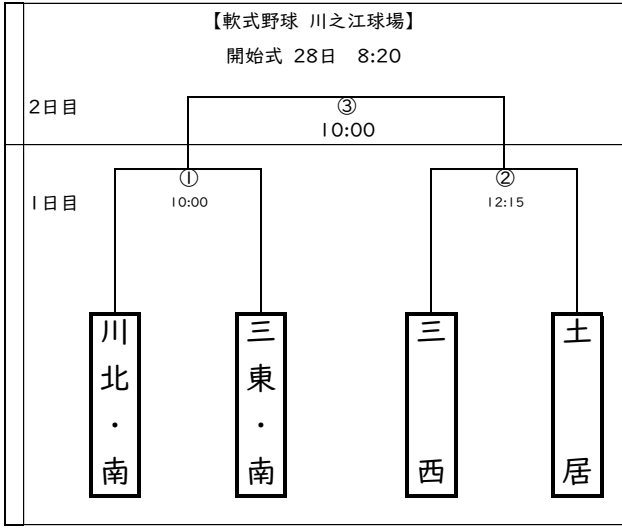 【軟式野球 川之江球場】
開始式 28日 8:20
2日目
③
10:00
1日目
①
10:00
②
12:15
川北・南
三東・南
三西
土居